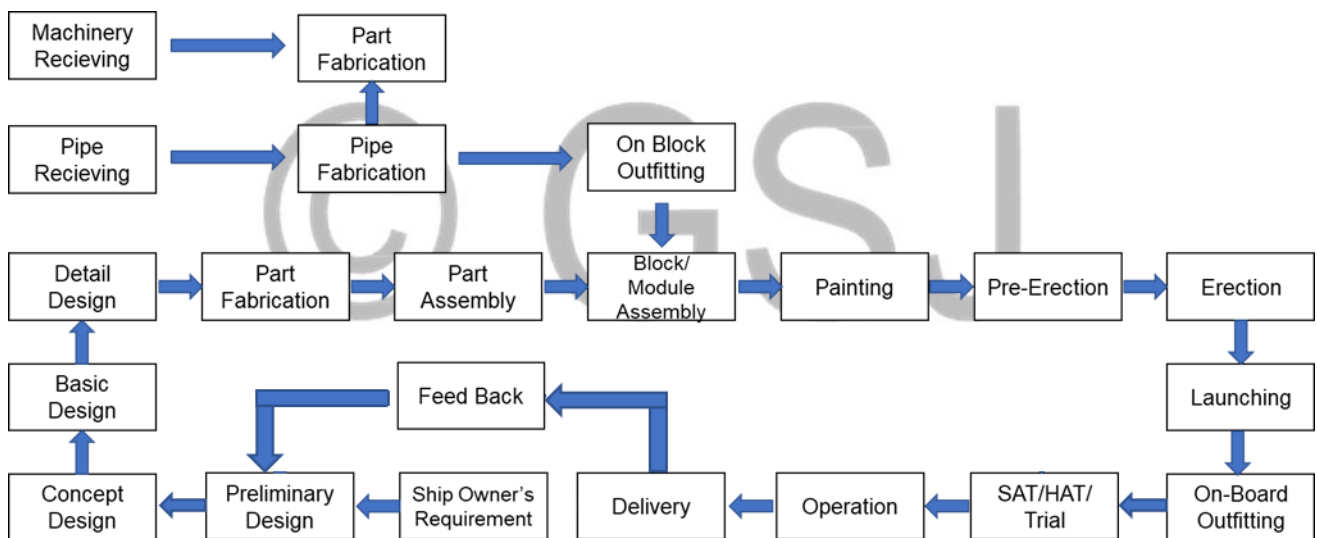 Machinery
Recieving
Part
Fabrication
Pipe
Recieving
Pipe
Fabrication
On Block
Outfitting
© GSJ
Detail
Design
Part
Fabrication
Part
Assembly
Block/
Module
Assembly
Painting
Pre-Erection
Erection
Basic
Design
Feed Back
Launching
Concept
Design
Preliminary
Design
Ship Owner's
Requirement
Delivery
Operation
SAT/HAT/
Trial
On-Board
Outfitting